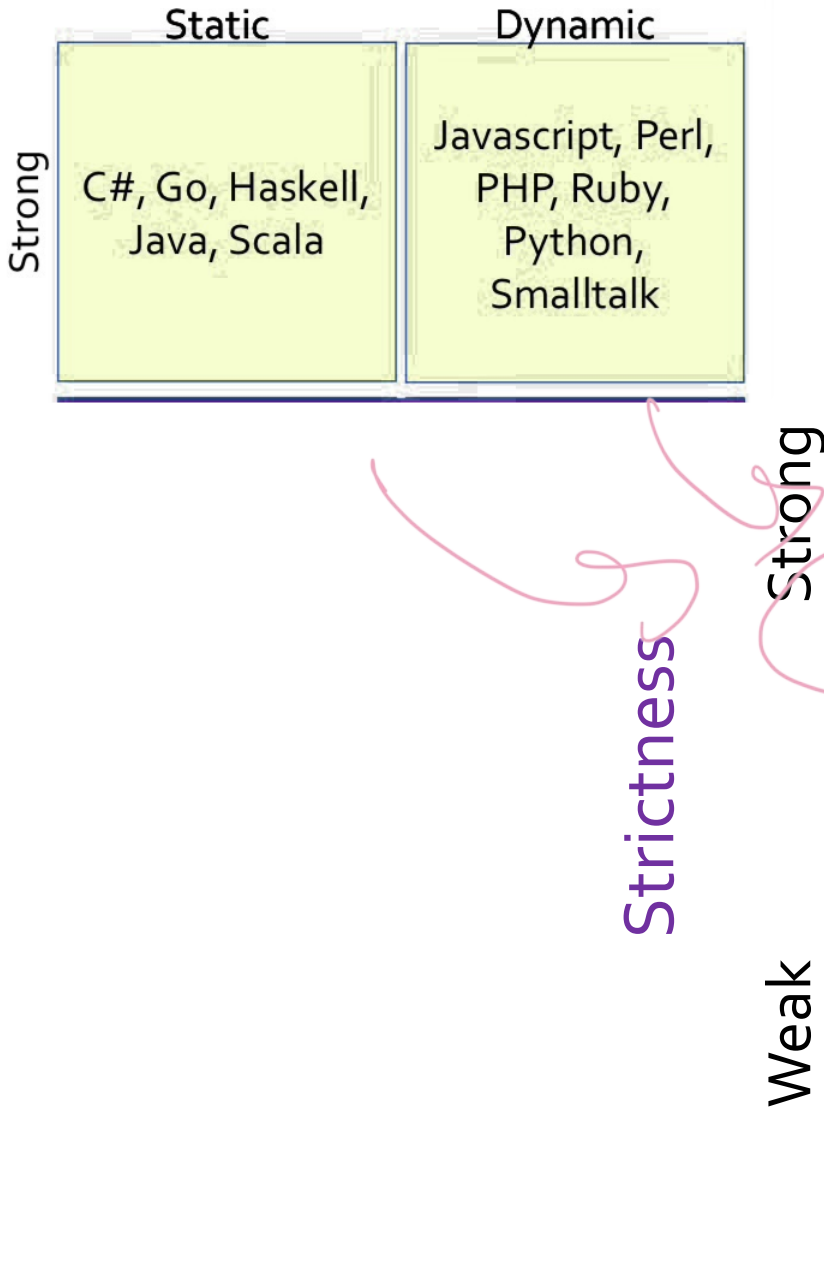 Static
Dynamic
Strong
C#, Go, Haskell,
Java, Scala
Javascript, Perl,
PHP, Ruby,
Python,
Smalltalk
Strong
Strictness
Weak